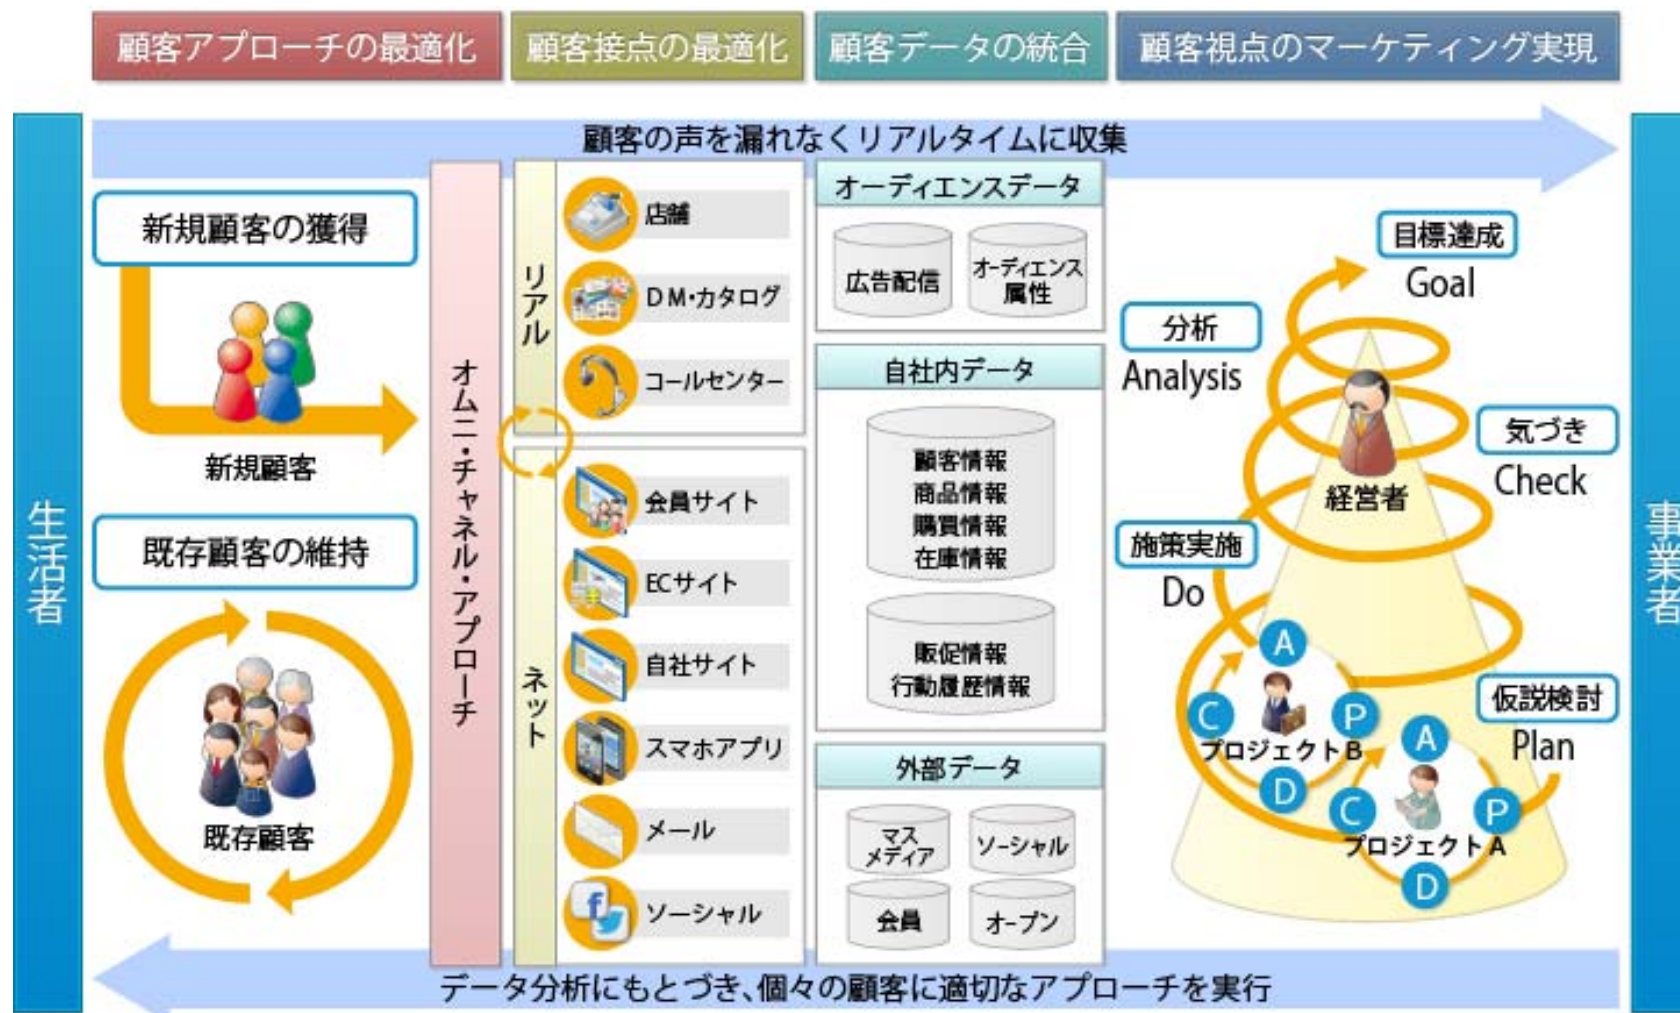 顧客アプローチの最適化
顧客接点の最適化
顧客データの統合
顧客視点のマーケティング実現
顧客の声を漏れなくリアルタイムに収集
生活者
新規顧客の獲得
新規顧客
既存顧客の維持
既存顧客
オムニ・チャネル・アプローチ
リアル
店舗
DM・カタログ
コールセンター
ネット
会員サイト
ECサイト
自社サイト
スマホアプリ
メール
f
ソーシャル
オーディエンスデータ
広告配信
オーディエンス
属性
自社内データ
顧客情報
商品情報
購買情報
在庫情報
販促情報
行動履歴情報
外部データ
マス
メディア
ソーシャル
会員
オープン
目標達成
Goal
分析
Analysis
気づき
Check
経営者
施策実施
Do
仮説検討
Plan
A
C
P
プロジェクトB
D
A
C
P
プロジェクトA
D
事業者
データ分析にもとづき、個々の顧客に適切なアプローチを実行